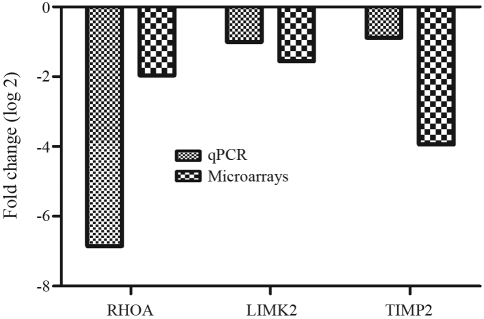 Fold change (log 2)
0
-2
-4
-6
-8
qPCR
Microarrays
RHOA LIMK2 TIMP2